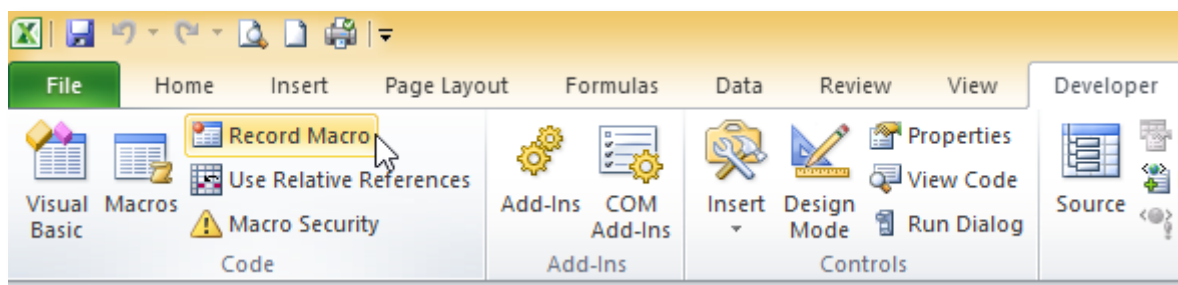 File Home Insert Page Layout Formulas Data Review View Developer
Record Macro
Use Relative References
Macro Security
Visual Basic
Macros
Code
Add-Ins
COM Add-Ins
Add-Ins
Insert
Design Mode
Properties
View Code
Run Dialog
Controls
Source